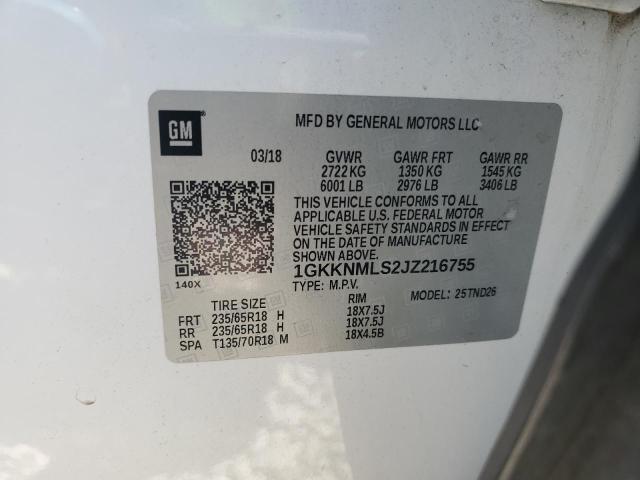 GM
MFD BY GENERAL MOTORS LLC
03/18 GVWR GAWR FRT GAWR RR
2722 KG 1350 KG 1545 KG
6001 LB 2976 LB 3406 LB
THIS VEHICLE CONFORMS TO ALL
APPLICABLE U.S. FEDERAL MOTOR
VEHICLE SAFETY STANDARDS IN EFFECT
ON THE DATE OF MANUFACTURE
SHOWN ABOVE.
1GKKNMLS2JZ216755
140X
TYPE: M.P.V. MODEL: 25TND26
TIRE SIZE RIM
FRT 235/65R18 H 18X7.5J
RR 235/65R18 H 18X7.5J
SPA T135/70R18 M 18X4.5B